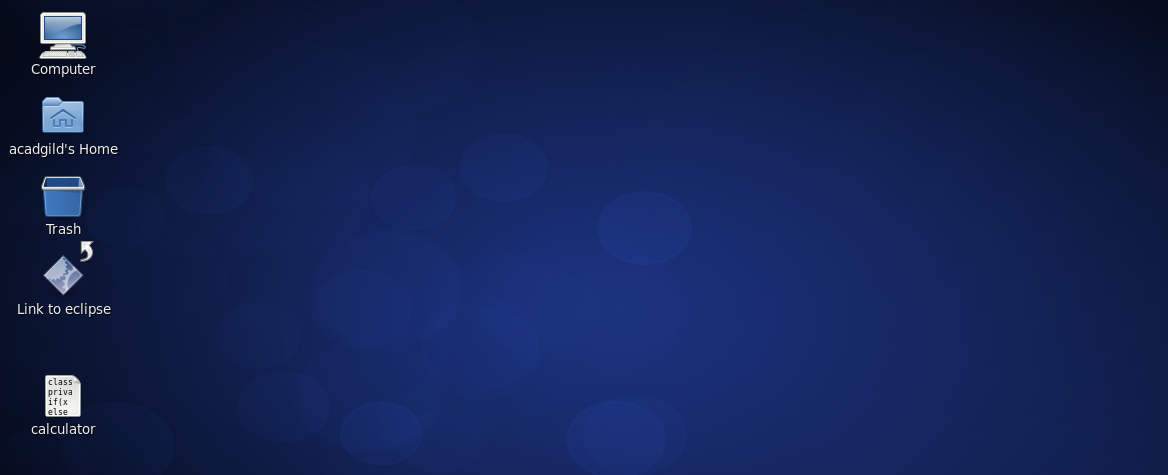 Computer
acadgild's Home
Trash
Link to eclipse
class
priva
if(x
else
calculator